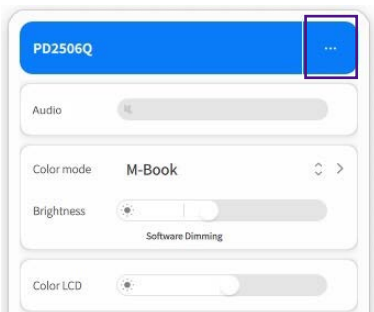 PD2506Q ...
Audio
Color mode M-Book
Brightness
Software Dimming
Color LCD